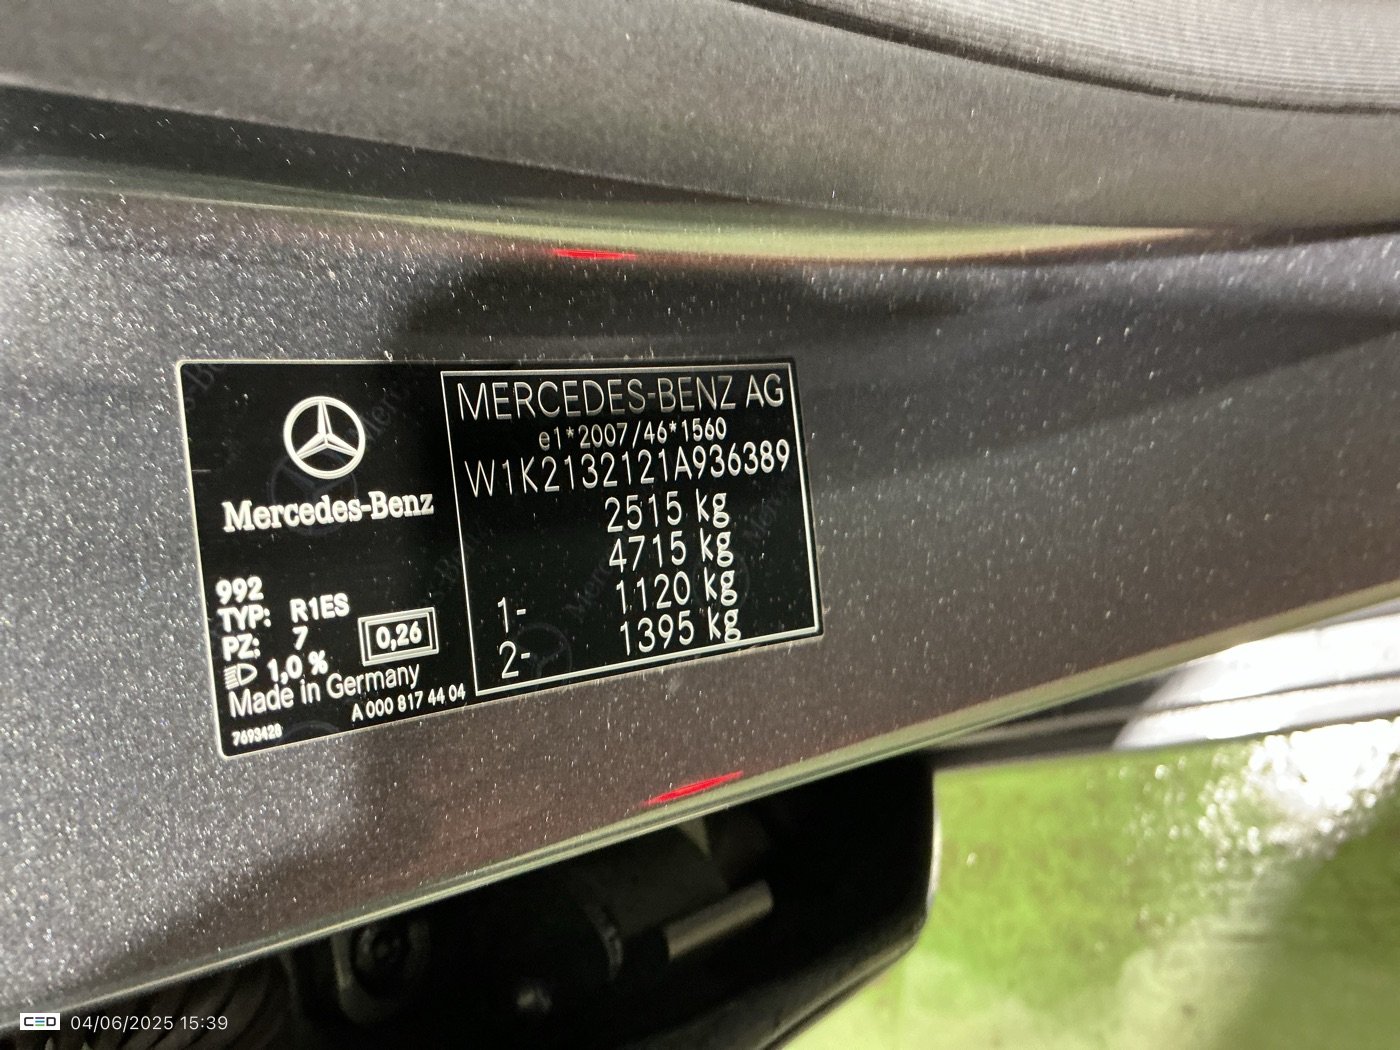 Mercedes-Benz
992
TYP: R1ES
PZ: 7
0,26
1,0 %
Made in Germany
A 000 817 44 04
7693428
MERCEDES-BENZ AG
e1*2007/46*1560
W1K2132121A936389
2515 kg
4715 kg
1- 1120 kg
2- 1395 kg
CED 04/06/2025 15:39